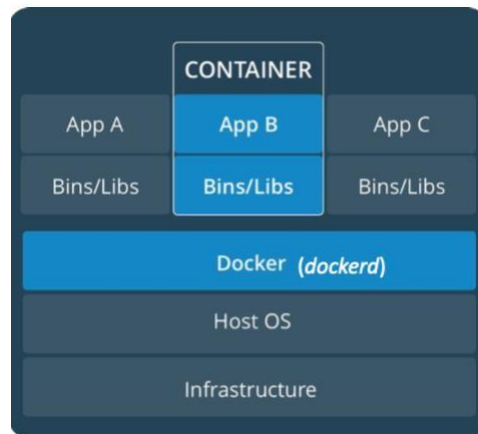 CONTAINER
App A App B App C
Bins/Libs Bins/Libs Bins/Libs
Docker (dockerd)
Host OS
Infrastructure